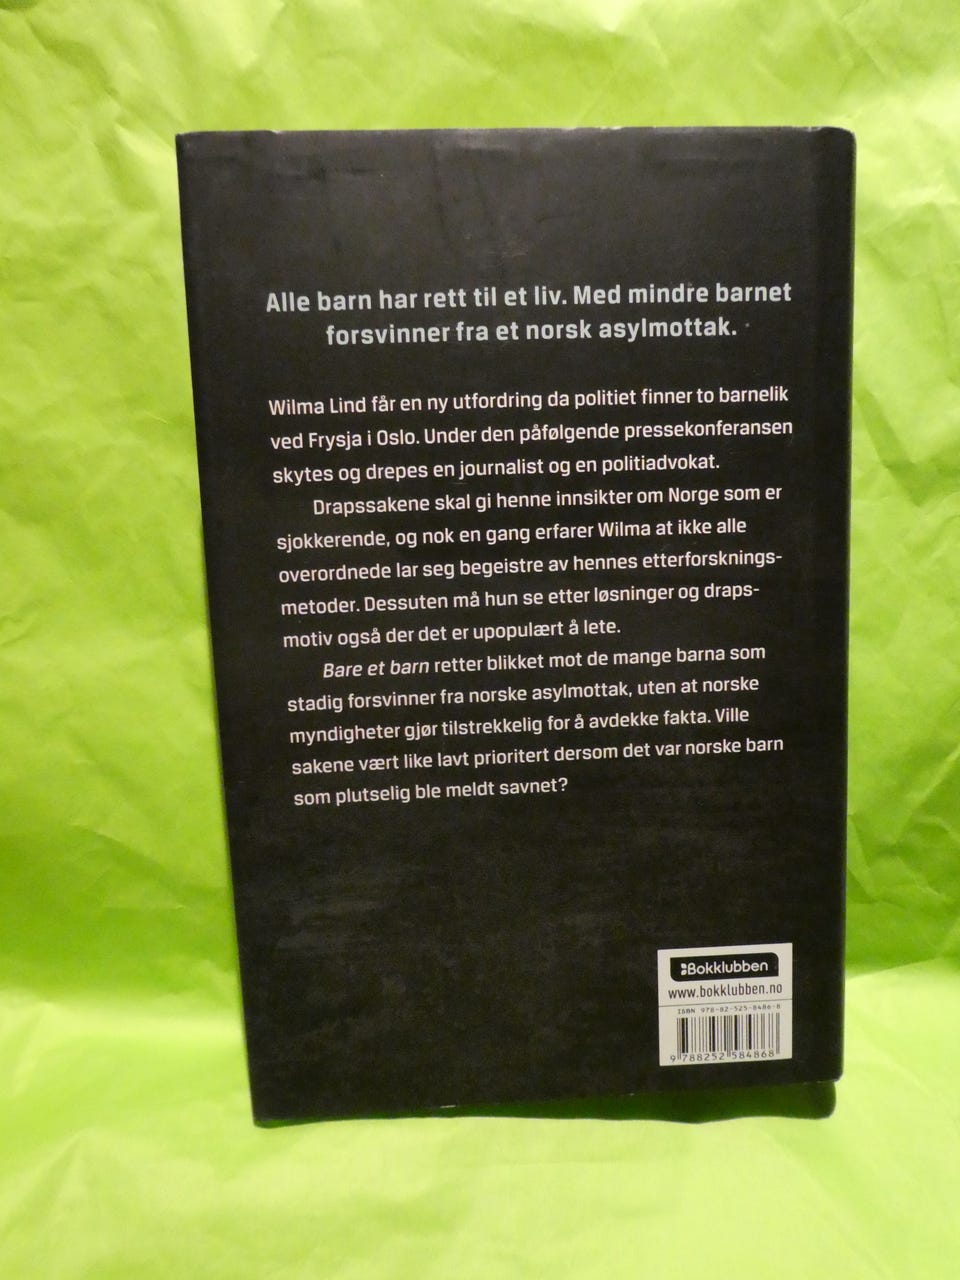 Alle barn har rett til et liv. Med mindre barnet
forsvinner fra et norsk asylmottak.
Wilma Lind får en ny utfordring da politiet finner to barnelik
ved Frysja i Oslo. Under den påfølgende pressekonferansen
skytes og drepes en journalist og en politiadvokat.
Drapssakene skal gi henne innsikter om Norge som er
sjokkerende, og nok en gang erfarer Wilma at ikke alle
overordnede lar seg begeistre av hennes etterforsknings-
metoder. Dessuten må hun se etter løsninger og draps-
motiv også der det er upopulært å lete.
Bare et barn retter blikket mot de mange barna som
stadig forsvinner fra norske asylmottak, uten at norske
myndigheter gjør tilstrekkelig for å avdekke fakta. Ville
sakene vært like lavt prioritert dersom det var norske barn
som plutselig ble meldt savnet?
Bokklubben
www.bokklubben.no
ISBN 978-82-525-8486-8
9 788252 584868